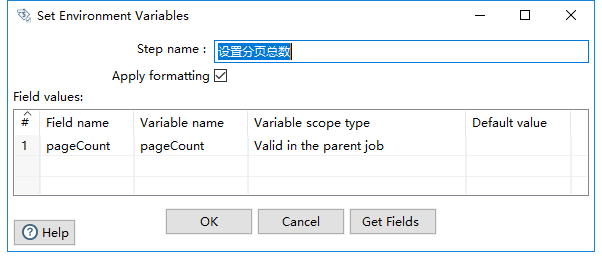 Set Environment Variables
Step name : 设置分页总数
Apply formatting
Field values:
# Field name Variable name Variable scope type Default value
1 pageCount pageCount Valid in the parent job
OK Cancel Get Fields
Help